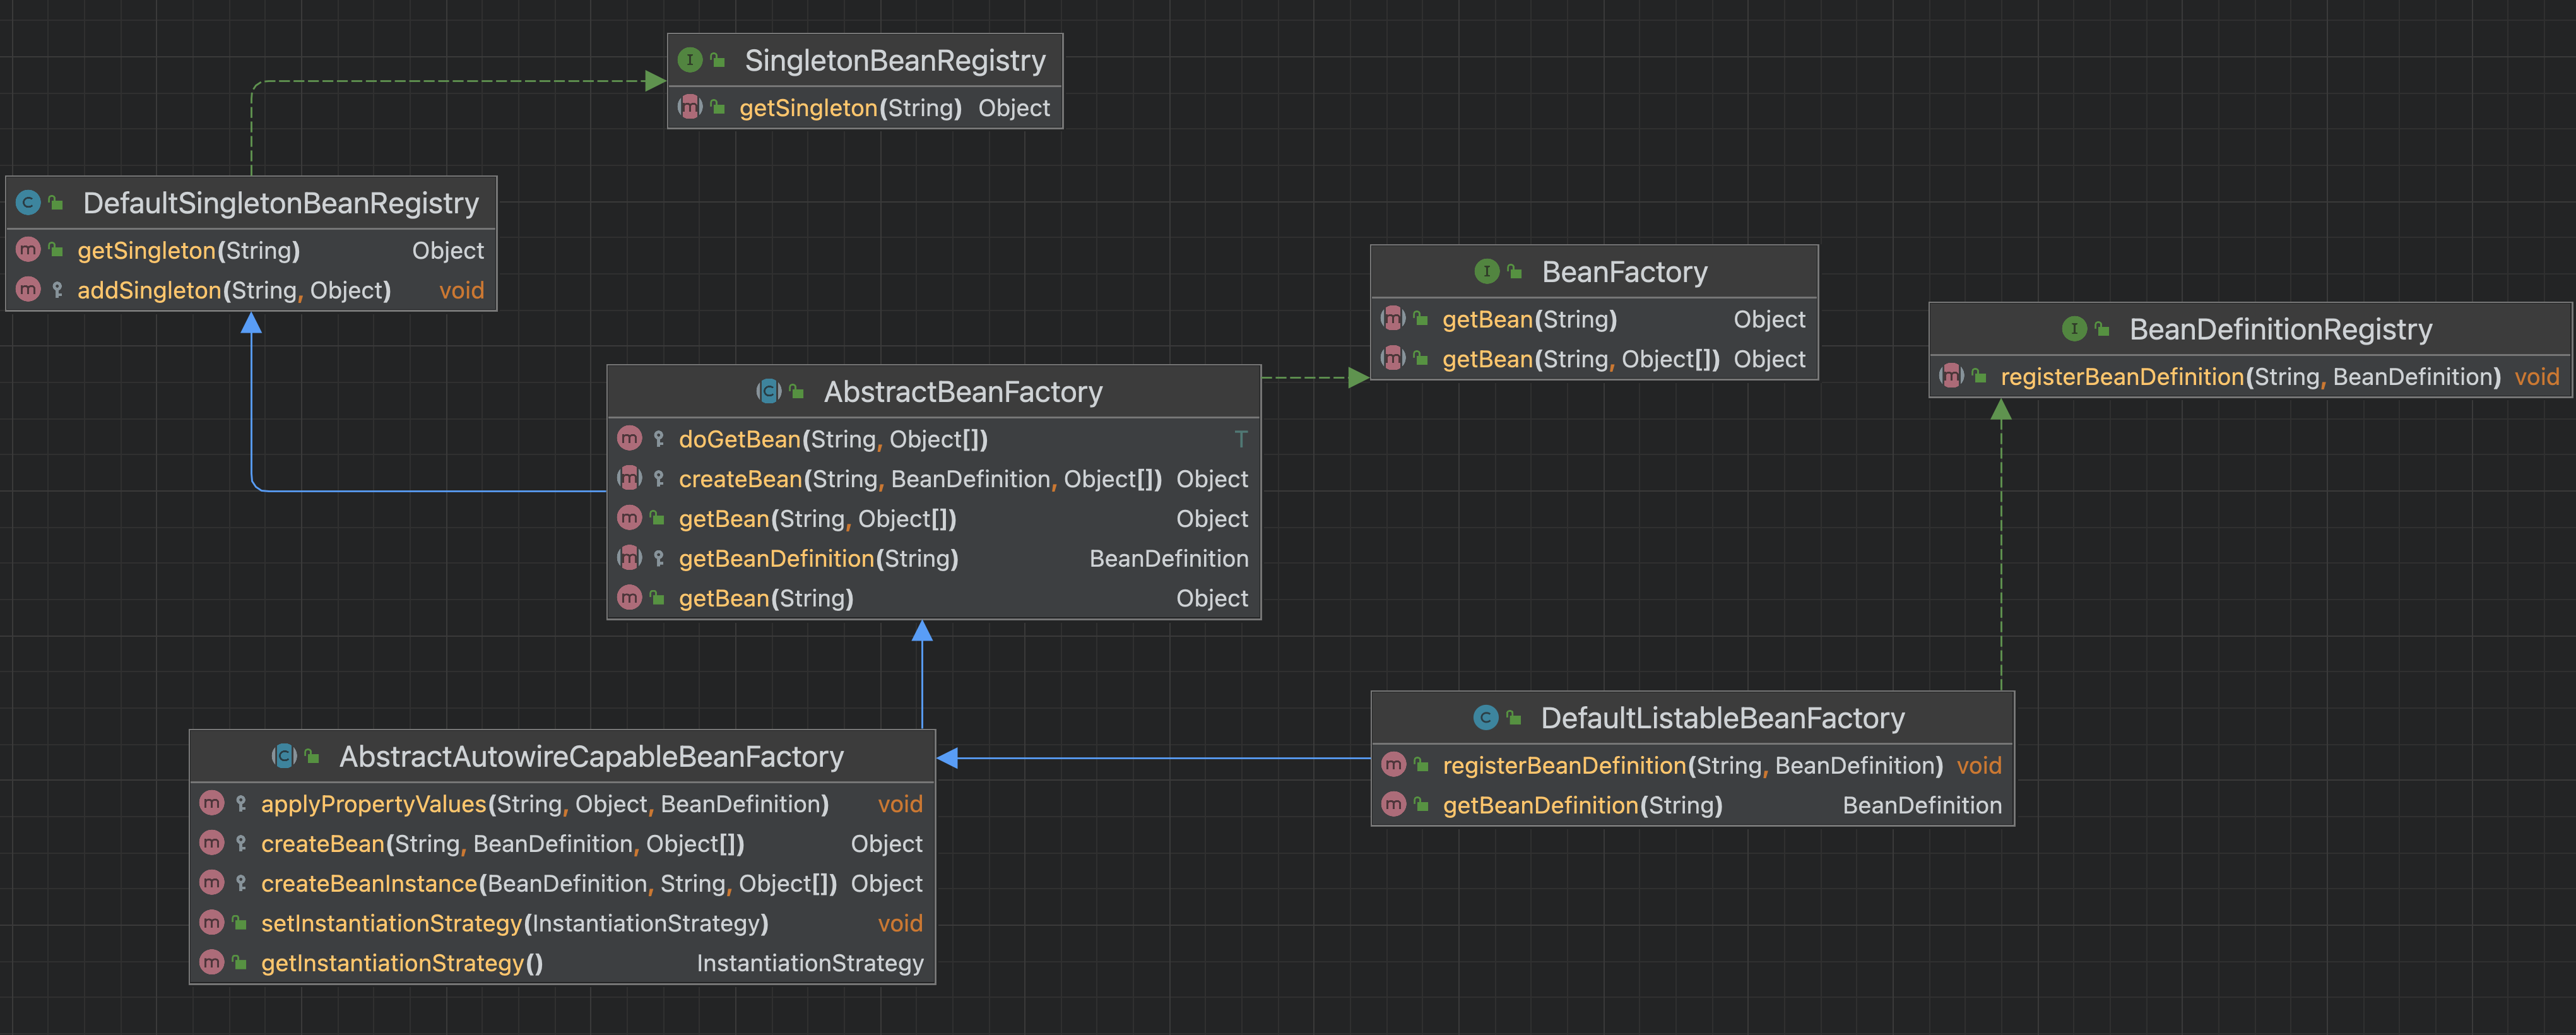 SingletonBeanRegistry
getSingleton(String) Object
DefaultSingletonBeanRegistry
getSingleton(String) Object
addSingleton(String, Object) void
BeanFactory
getBean(String) Object
getBean(String, Object[]) Object
BeanDefinitionRegistry
registerBeanDefinition(String, BeanDefinition) void
AbstractBeanFactory
doGetBean(String, Object[]) T
createBean(String, BeanDefinition, Object[]) Object
getBean(String, Object[]) Object
getBeanDefinition(String) BeanDefinition
getBean(String) Object
AbstractAutowireCapableBeanFactory
applyPropertyValues(String, Object, BeanDefinition) void
createBean(String, BeanDefinition, Object[]) Object
createBeanInstance(BeanDefinition, String, Object[]) Object
setInstantiationStrategy(InstantiationStrategy) void
getInstantiationStrategy() InstantiationStrategy
DefaultListableBeanFactory
registerBeanDefinition(String, BeanDefinition) void
getBeanDefinition(String) BeanDefinition